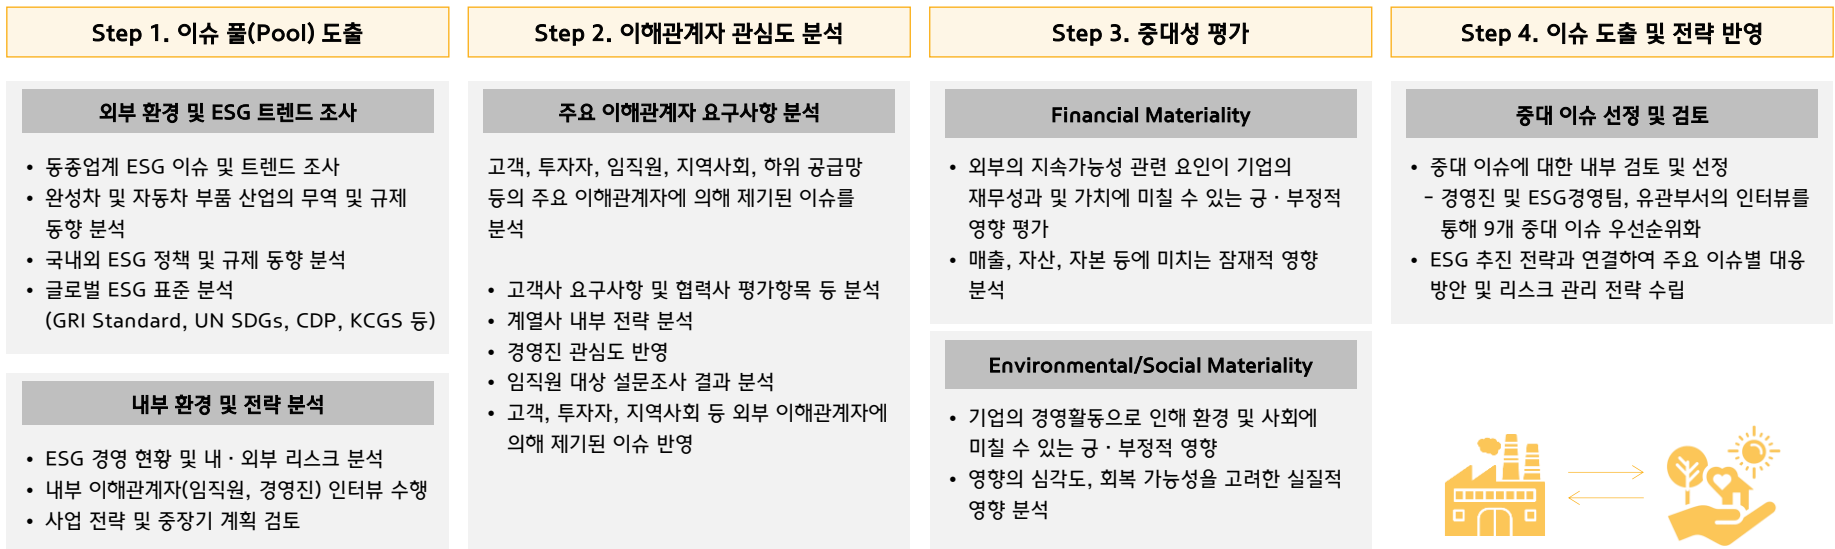 Step 1. 이슈 풀(Pool) 도출
외부 환경 및 ESG 트렌드 조사
• 동종업계 ESG 이슈 및 트렌드 조사
• 완성차 및 자동차 부품 산업의 무역 및 규제
동향 분석
• 국내외 ESG 정책 및 규제 동향 분석
• 글로벌 ESG 표준 분석
(GRI Standard, UN SDGs, CDP, KCGS 등)
내부 환경 및 전략 분석
• ESG 경영 현황 및 내 · 외부 리스크 분석
• 내부 이해관계자(임직원, 경영진) 인터뷰 수행
• 사업 전략 및 중장기 계획 검토
Step 2. 이해관계자 관심도 분석
주요 이해관계자 요구사항 분석
고객, 투자자, 임직원, 지역사회, 하위 공급망
등의 주요 이해관계자에 의해 제기된 이슈를
분석
• 고객사 요구사항 및 협력사 평가항목 등 분석
• 계열사 내부 전략 분석
• 경영진 관심도 반영
• 임직원 대상 설문조사 결과 분석
• 고객, 투자자, 지역사회 등 외부 이해관계자에
의해 제기된 이슈 반영
Step 3. 중대성 평가
Financial Materiality
• 외부의 지속가능성 관련 요인이 기업의
재무성과 및 가치에 미칠 수 있는 긍 · 부정적
영향 평가
• 매출, 자산, 자본 등에 미치는 잠재적 영향
분석
Environmental/Social Materiality
• 기업의 경영활동으로 인해 환경 및 사회에
미칠 수 있는 긍 · 부정적 영향
• 영향의 심각도, 회복 가능성을 고려한 실질적
영향 분석
Step 4. 이슈 도출 및 전략 반영
중대 이슈 선정 및 검토
• 중대 이슈에 대한 내부 검토 및 선정
– 경영진 및 ESG경영팀, 유관부서의 인터뷰를
통해 9개 중대 이슈 우선순위화
• ESG 추진 전략과 연결하여 주요 이슈별 대응
방안 및 리스크 관리 전략 수립